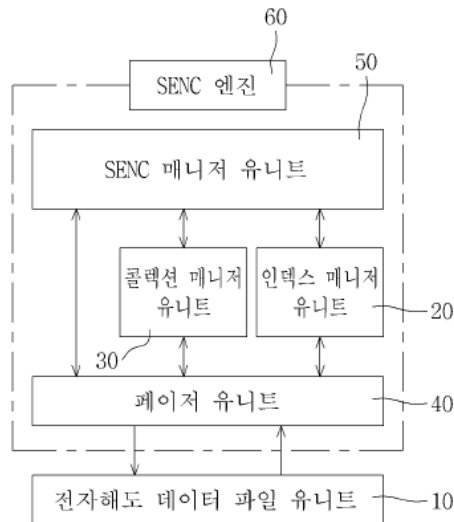 60
SENC 엔진
50
SENC 매니저 유니트
콜렉션 매니저
유니트
인덱스 매니저
유니트
30
20
페이저 유니트
40
전자해도 데이터 파일 유니트
10